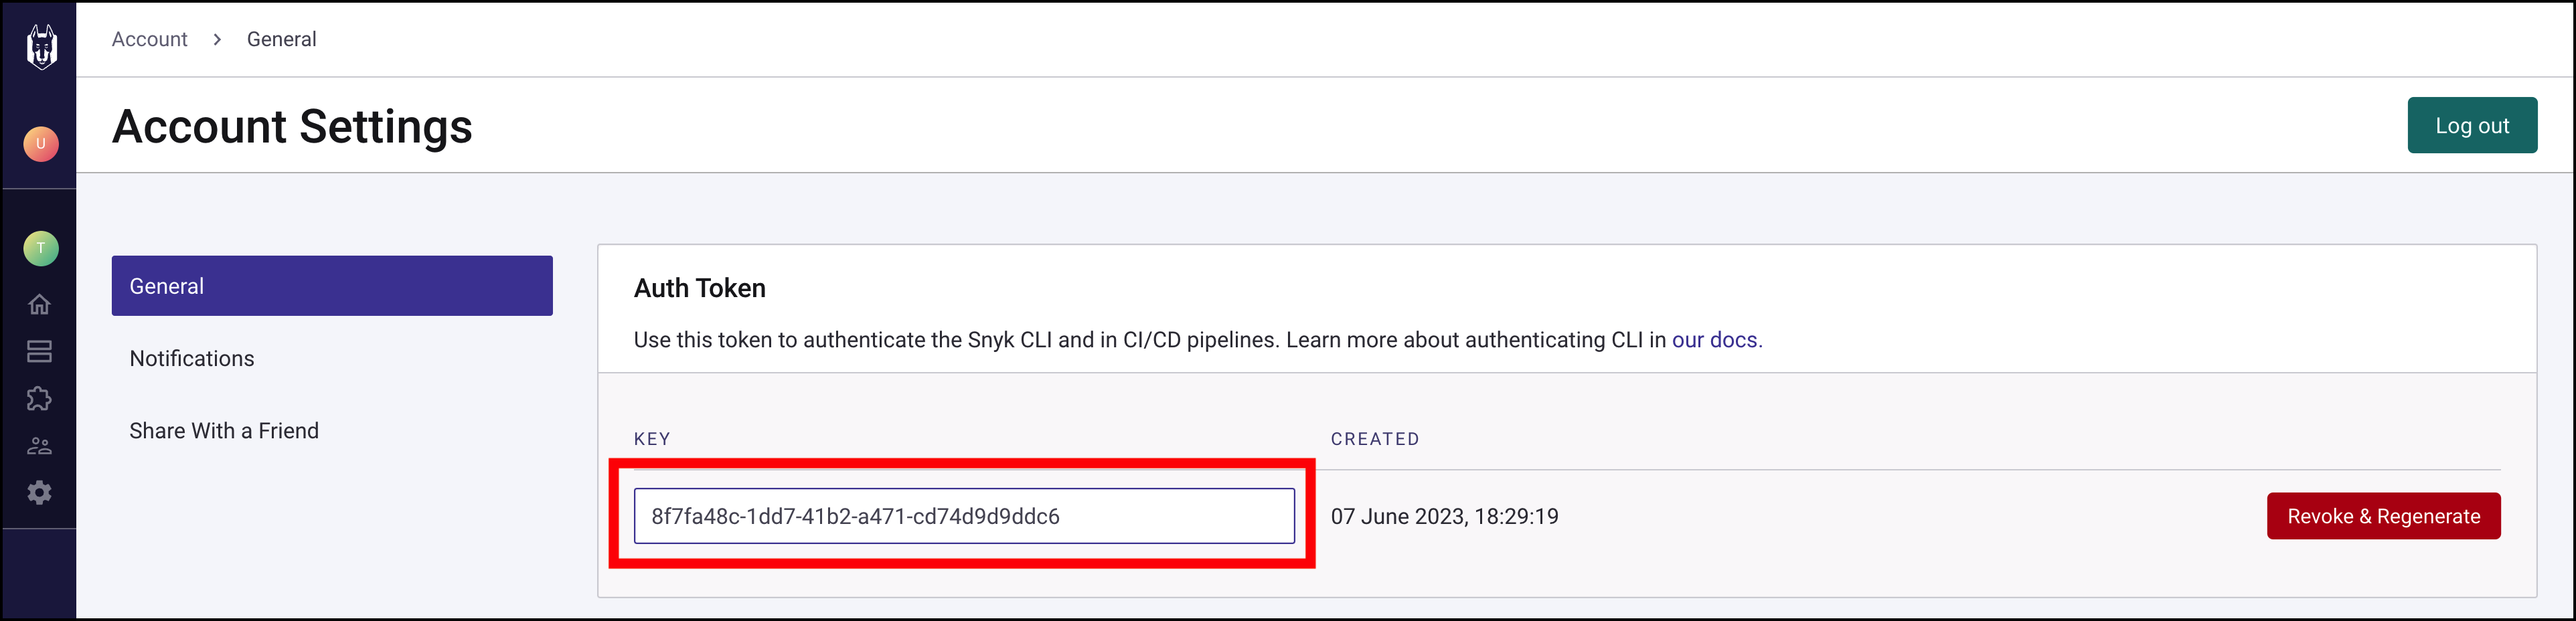 Account > General
Account Settings
Log out
U
T
General
Notifications
Share With a Friend
Auth Token
Use this token to authenticate the Snyk CLI and in CI/CD pipelines. Learn more about authenticating CLI in our docs.
KEY CREATED
8f7fa48c-1dd7-41b2-a471-cd74d9d9ddc6 07 June 2023, 18:29:19 Revoke & Regenerate